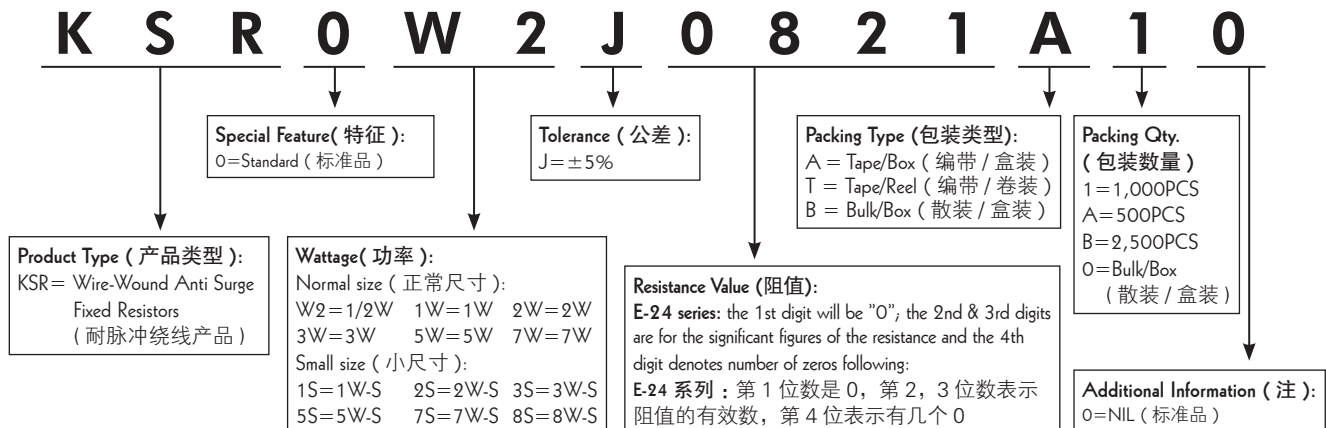 K S R 0 W 2 J 0 8 2 1 A 1 0
Special Feature( 特征 ):
0=Standard ( 标准品 )
Tolerance ( 公差 ):
J=±5%
Packing Type (包装类型):
A = Tape/Box ( 编带 / 盒装 )
T = Tape/Reel ( 编带 / 卷装 )
B = Bulk/Box ( 散装 / 盒装 )
Packing Qty.
( 包装数量 )
1=1,000PCS
A=500PCS
B=2,500PCS
0=Bulk/Box
( 散装 / 盒装 )
Product Type ( 产品类型 ):
KSR= Wire-Wound Anti Surge
Fixed Resistors
( 耐脉冲绕线产品 )
Wattage( 功率 ):
Normal size ( 正常尺寸 ):
W2=1/2W 1W=1W 2W=2W
3W=3W 5W=5W 7W=7W
Small size ( 小尺寸 ):
1S=1W-S 2S=2W-S 3S=3W-S
5S=5W-S 7S=7W-S 8S=8W-S
Resistance Value (阻值):
E-24 series: the 1st digit will be "0"; the 2nd & 3rd digits
are for the significant figures of the resistance and the 4th
digit denotes number of zeros following:
E-24 系列 : 第 1 位数是 0, 第 2, 3 位数表示
阻值的有效数, 第 4 位表示有几个 0
Additional Information ( 注 ):
0=NIL ( 标准品 )